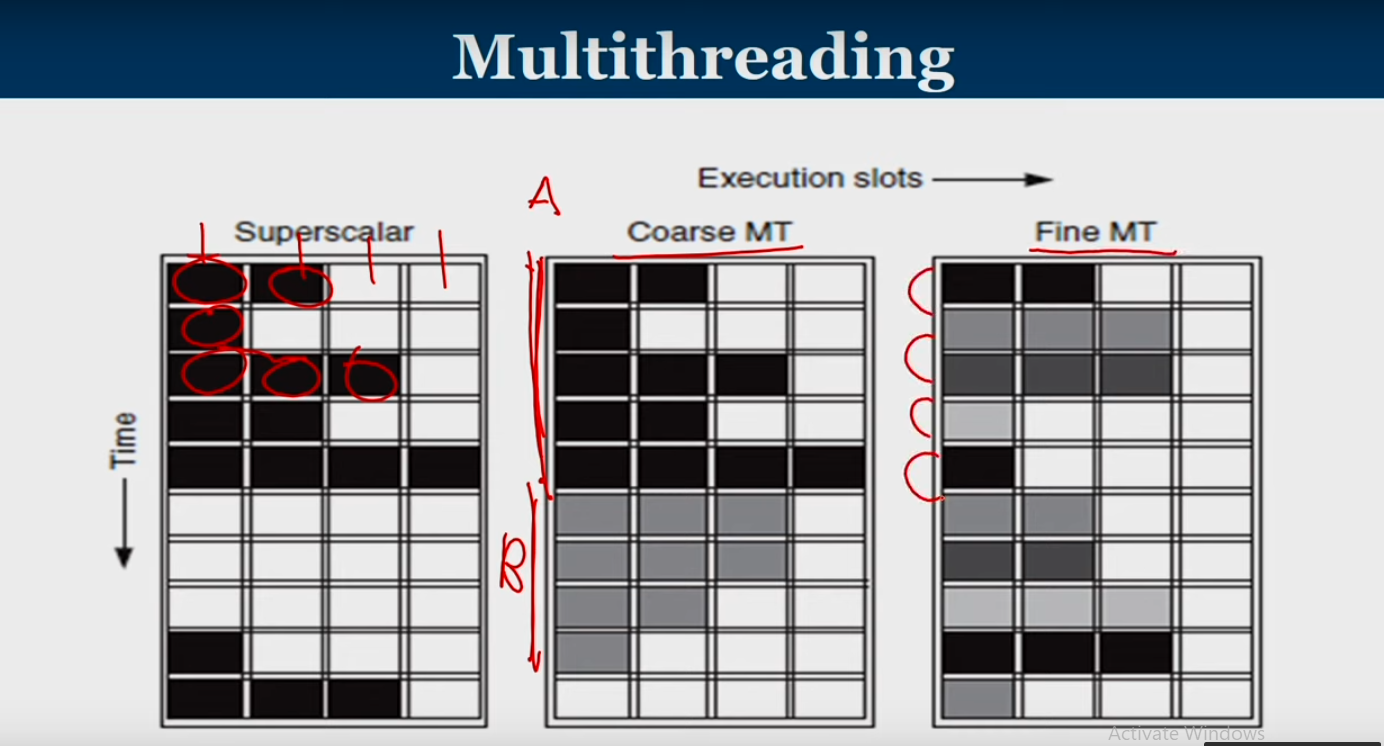 Multithreading
Execution slots
A
Superscalar
Coarse MT
Fine MT
Time
B
Activate Windows